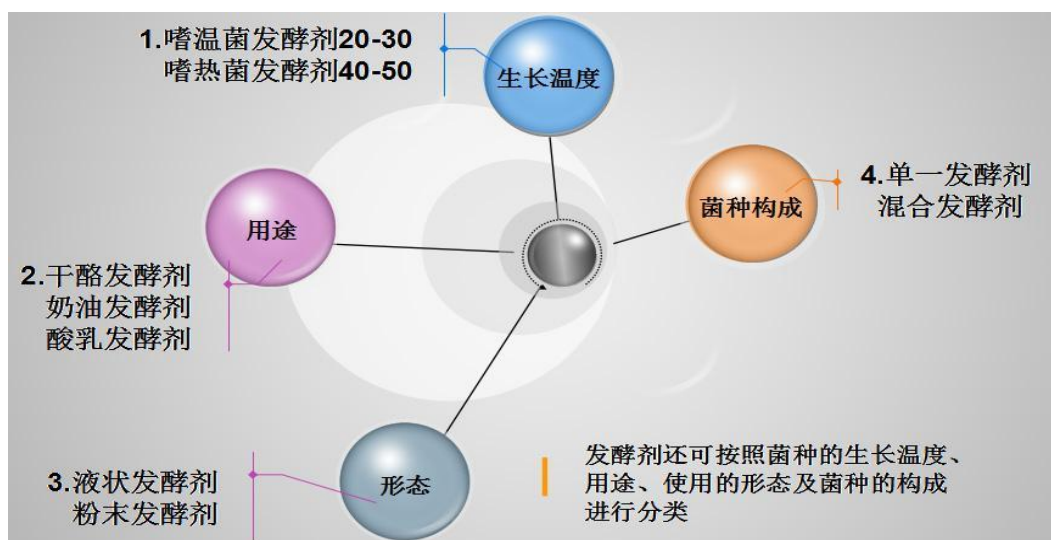 1.嗜温菌发酵剂20-30
嗜热菌发酵剂40-50
生长温度
用途
2.干酪发酵剂
奶油发酵剂
酸乳发酵剂
形态
3.液状发酵剂
粉末发酵剂
菌种构成
4.单一发酵剂
混合发酵剂
发酵剂还可按照菌种的生长温度、
用途、使用的形态及菌种的构成
进行分类